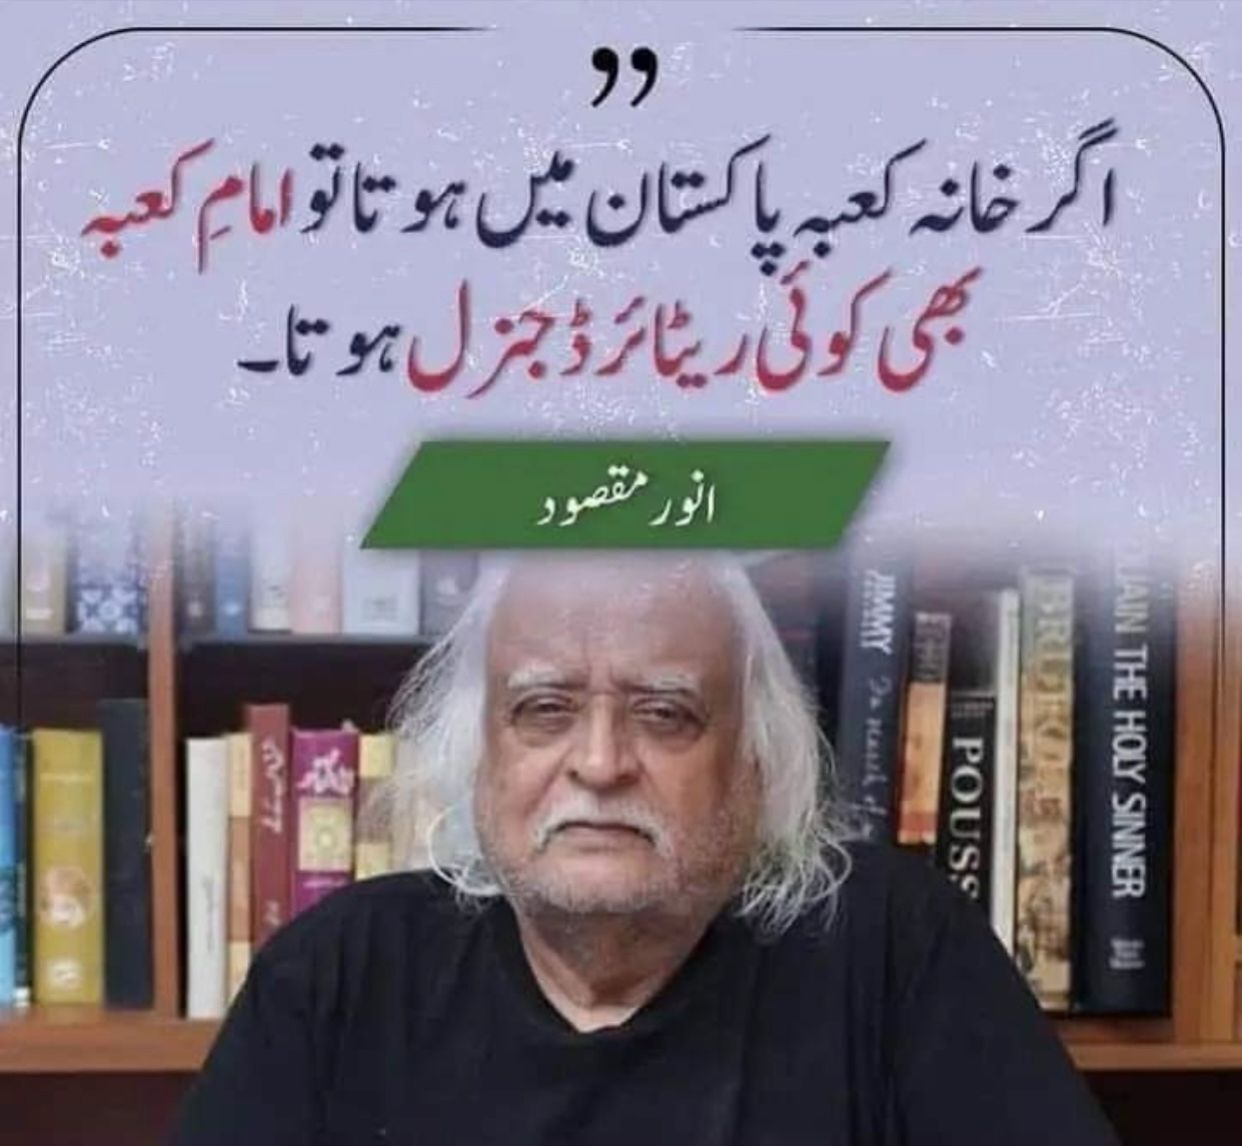 ”
اگر خانہ کعبہ پاکستان میں ہوتا تو امامِ کعبہ
بھی کوئی ریٹائرڈ جنرل ہوتا۔
انور مقصود
JIMMY
POUSS
JAIN THE HOLY SINNER